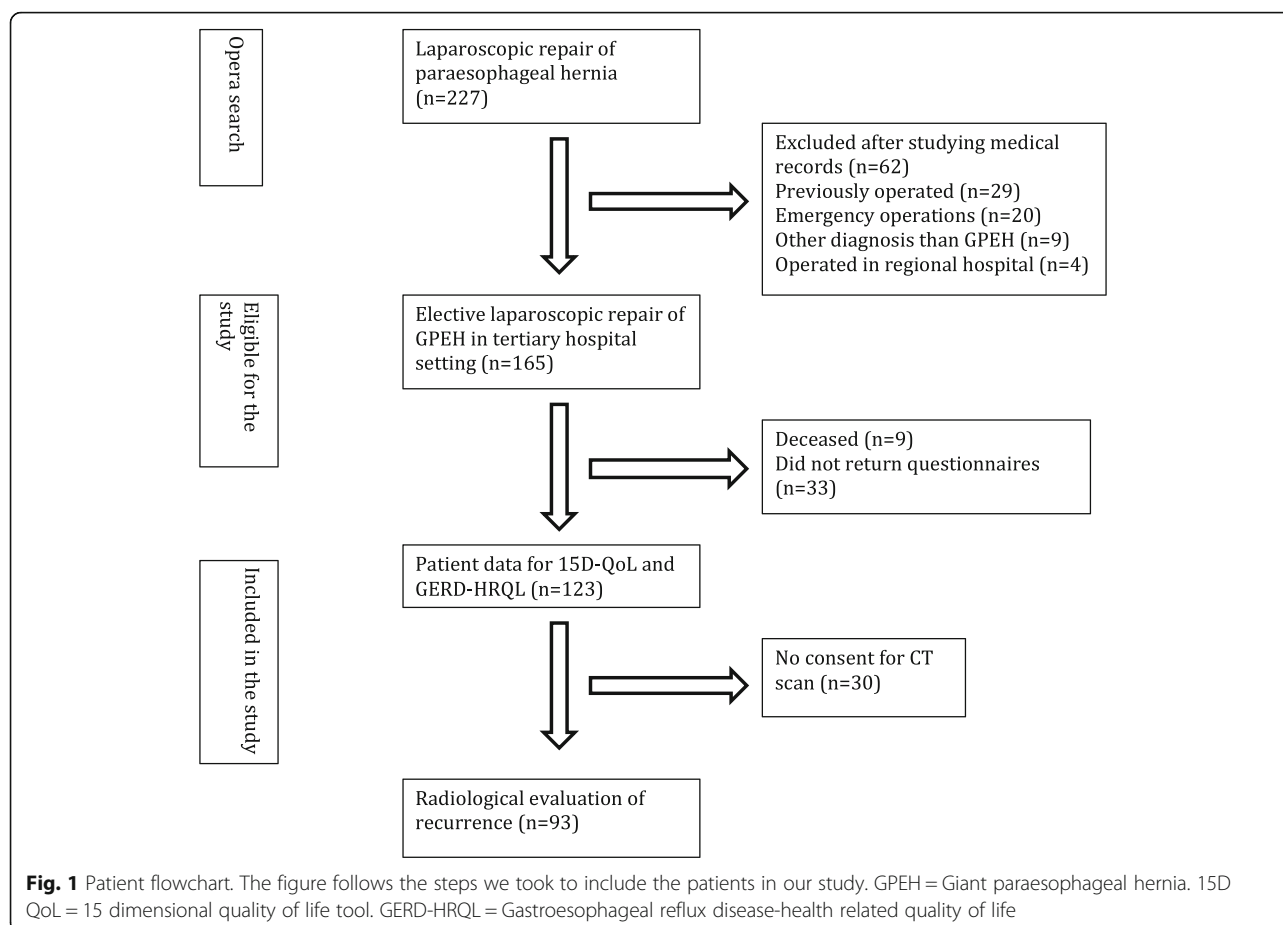 Opera search
Laparoscopic repair of
paraesophageal hernia
(n=227)
Excluded after studying medical
records (n=62)
Previously operated (n=29)
Emergency operations (n=20)
Other diagnosis than GPEH (n=9)
Operated in regional hospital (n=4)
Eligible for the
study
Elective laparoscopic repair of
GPEH in tertiary hospital
setting (n=165)
Deceased (n=9)
Did not return questionnaires
(n=33)
Included in the study
Patient data for 15D-QoL and
GERD-HRQL (n=123)
No consent for CT
scan (n=30)
Radiological evaluation of
recurrence (n=93)
Fig. 1 Patient flowchart. The figure follows the steps we took to include the patients in our study. GPEH = Giant paraesophageal hernia. 15D
QoL = 15 dimensional quality of life tool. GERD-HRQL = Gastroesophageal reflux disease-health related quality of life